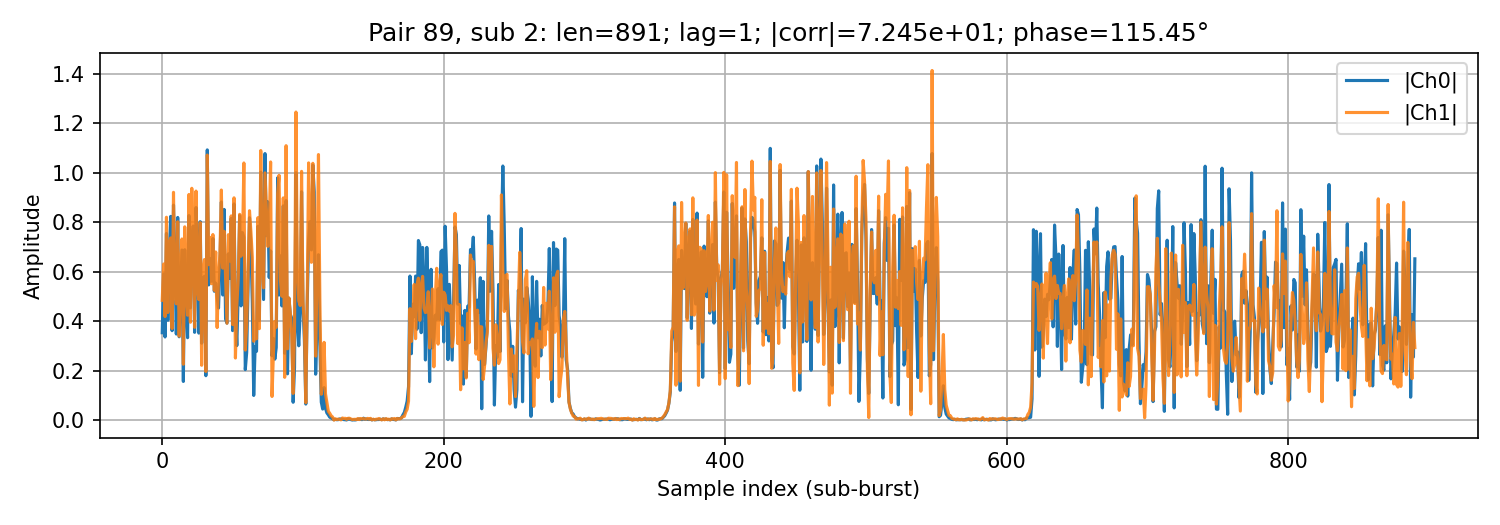 Pair 89, sub 2: len=891; lag=1; |corr|=7.245e+01; phase=115.45°
|Ch0|
|Ch1|
Amplitude
1.4
1.2
1.0
0.8
0.6
0.4
0.2
0.0
0 200 400 600 800
Sample index (sub-burst)